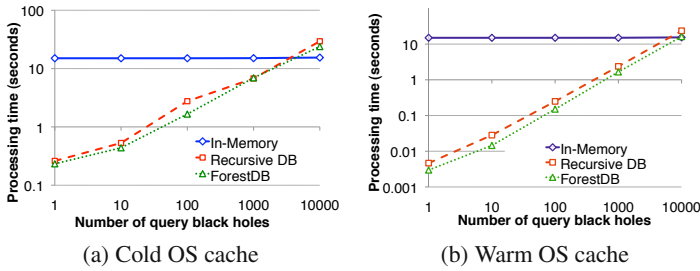 Processing time (seconds)
100
10
1
0.1
In-Memory
Recursive DB
ForestDB
1 10 100 1000 10000
Number of query black holes
(a) Cold OS cache
Processing time (seconds)
10
1
0.1
0.01
0.001
In-Memory
Recursive DB
ForestDB
1 10 100 1000 10000
Number of query black holes
(b) Warm OS cache